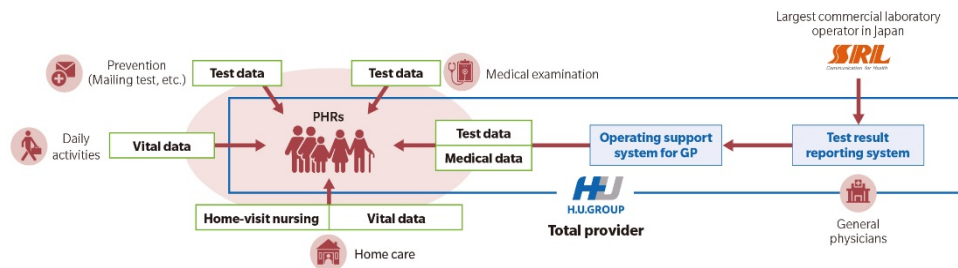 Largest commercial laboratory
operator in Japan
SRL
Communication for Health
Prevention
(Mailing test, etc.)
Test data
Test data
Medical examination
PHRs
Daily
activities
Vital data
Test data
Medical data
Operating support
system for GP
Test result
reporting system
HU
H.U.GROUP
Total provider
Home-visit nursing
Vital data
Home care
General
physicians